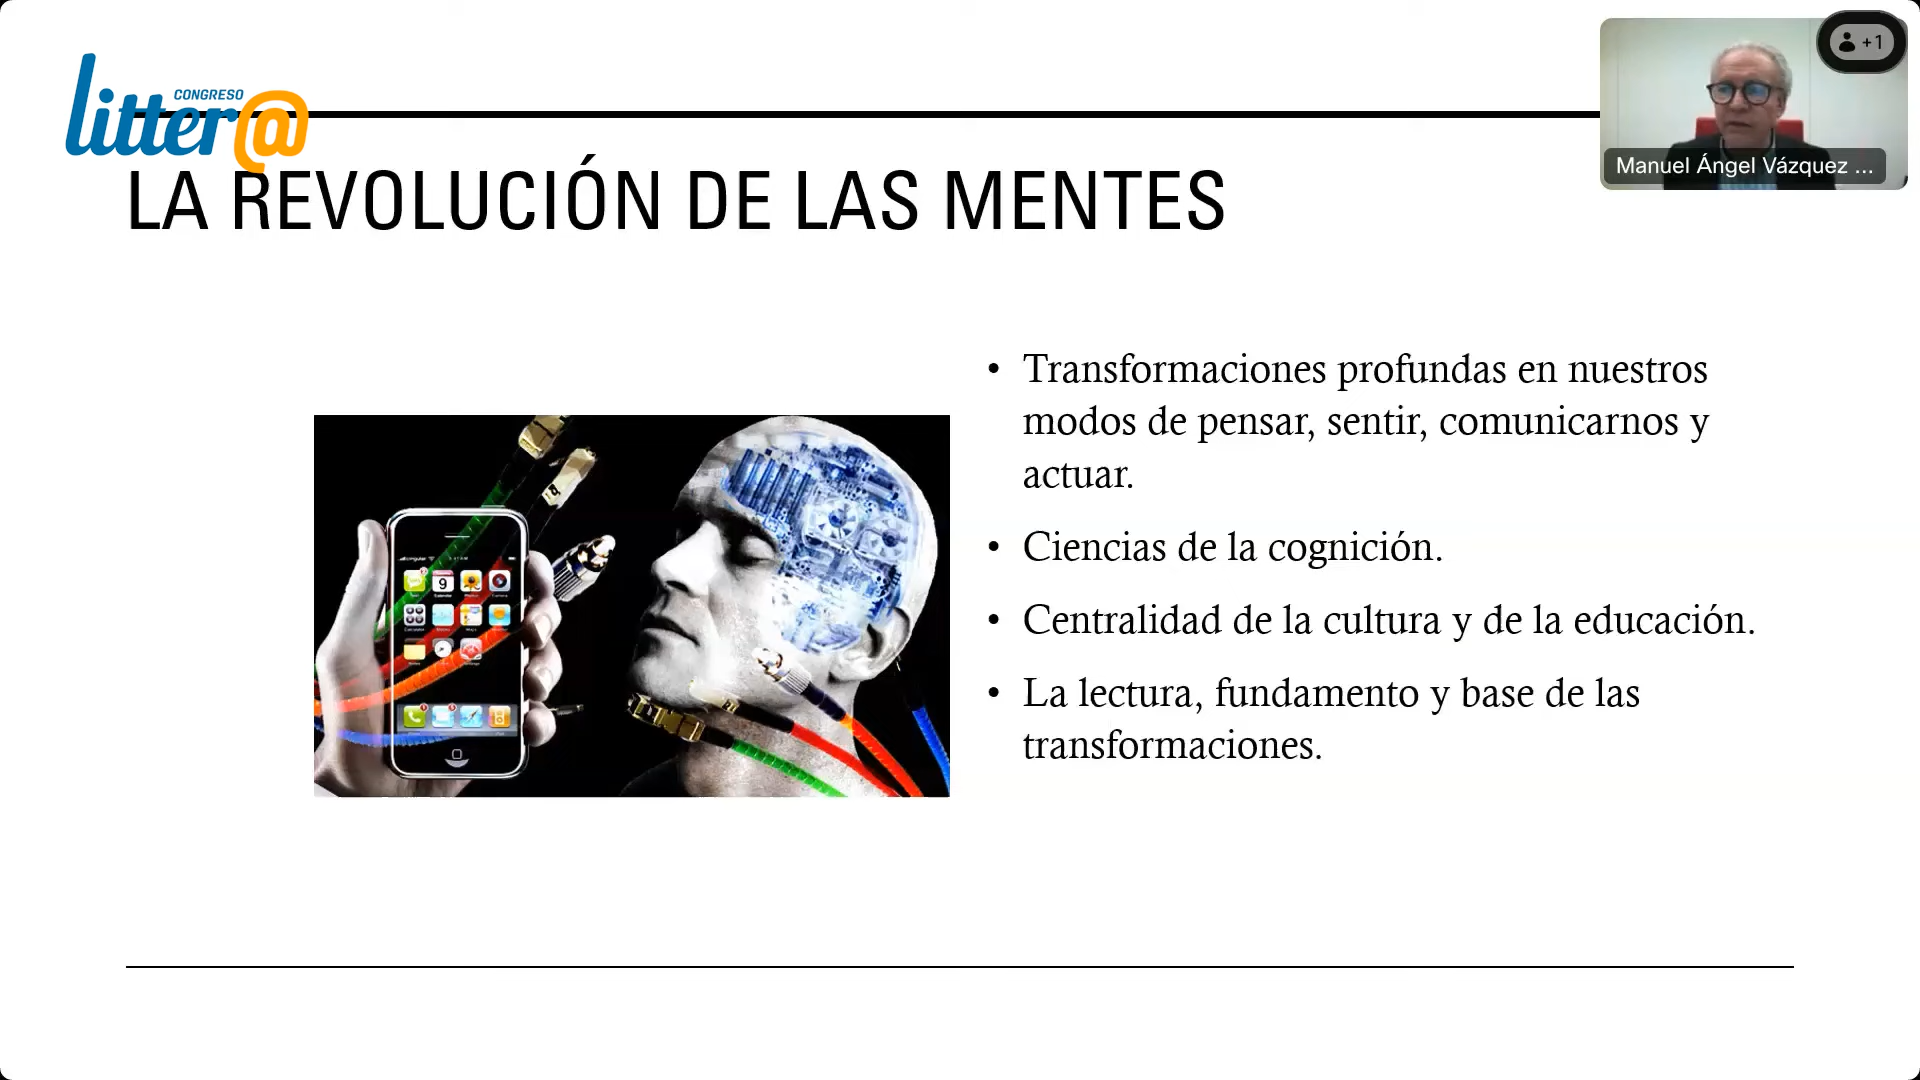 CONGRESO
litter@
+1
Manuel Ángel Vázquez ...
LA REVOLUCIÓN DE LAS MENTES
• Transformaciones profundas en nuestros
modos de pensar, sentir, comunicarnos y
actuar.
• Ciencias de la cognición.
• Centralidad de la cultura y de la educación.
• La lectura, fundamento y base de las
transformaciones.
9